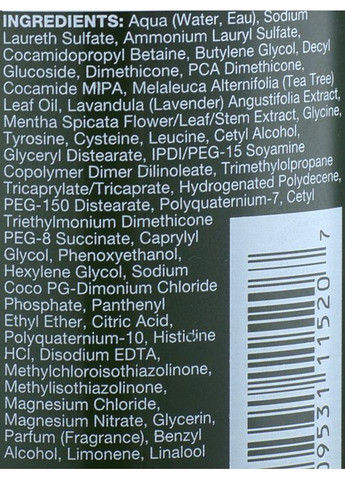 INGREDIENTS: Aqua (Water, Eau), Sodium
Laureth Sulfate, Ammonium Lauryl Sulfate,
Cocamidopropyl Betaine, Butylene Glycol, Decyl
Glucoside, Dimethicone, PCA Dimethicone,
Cocamide MIPA, Melaleuca Alternifolia (Tea Tree)
Leaf Oil, Lavandula (Lavender) Angustifolia Extract,
Mentha Spicata Flower/Leaf/Stem Extract, Glycine,
Tyrosine, Cysteine, Leucine, Cetyl Alcohol,
Glyceryl Distearate, IPDI/PEG-15 Soyamine
Copolymer Dimer Dilinoleate, Trimethylolpropane
Tricaprylate/Tricaprate, Hydrogenated Polydecene,
PEG-150 Distearate, Polyquaternium-7, Cetyl
Triethylmonium Dimethicone
PEG-8 Succinate, Caprylyl
Glycol, Phenoxyethanol,
Hexylene Glycol, Sodium
Coco PG-Dimonium Chloride
Phosphate, Panthenyl
Ethyl Ether, Citric Acid,
Polyquaternium-10, Histidine
HCl, Disodium EDTA,
Methylchloroisothiazolinone,
Methylisothiazolinone,
Magnesium Chloride,
Magnesium Nitrate, Glycerin,
Parfum (Fragrance), Benzyl
Alcohol, Limonene, Linalool
09531 11520 7